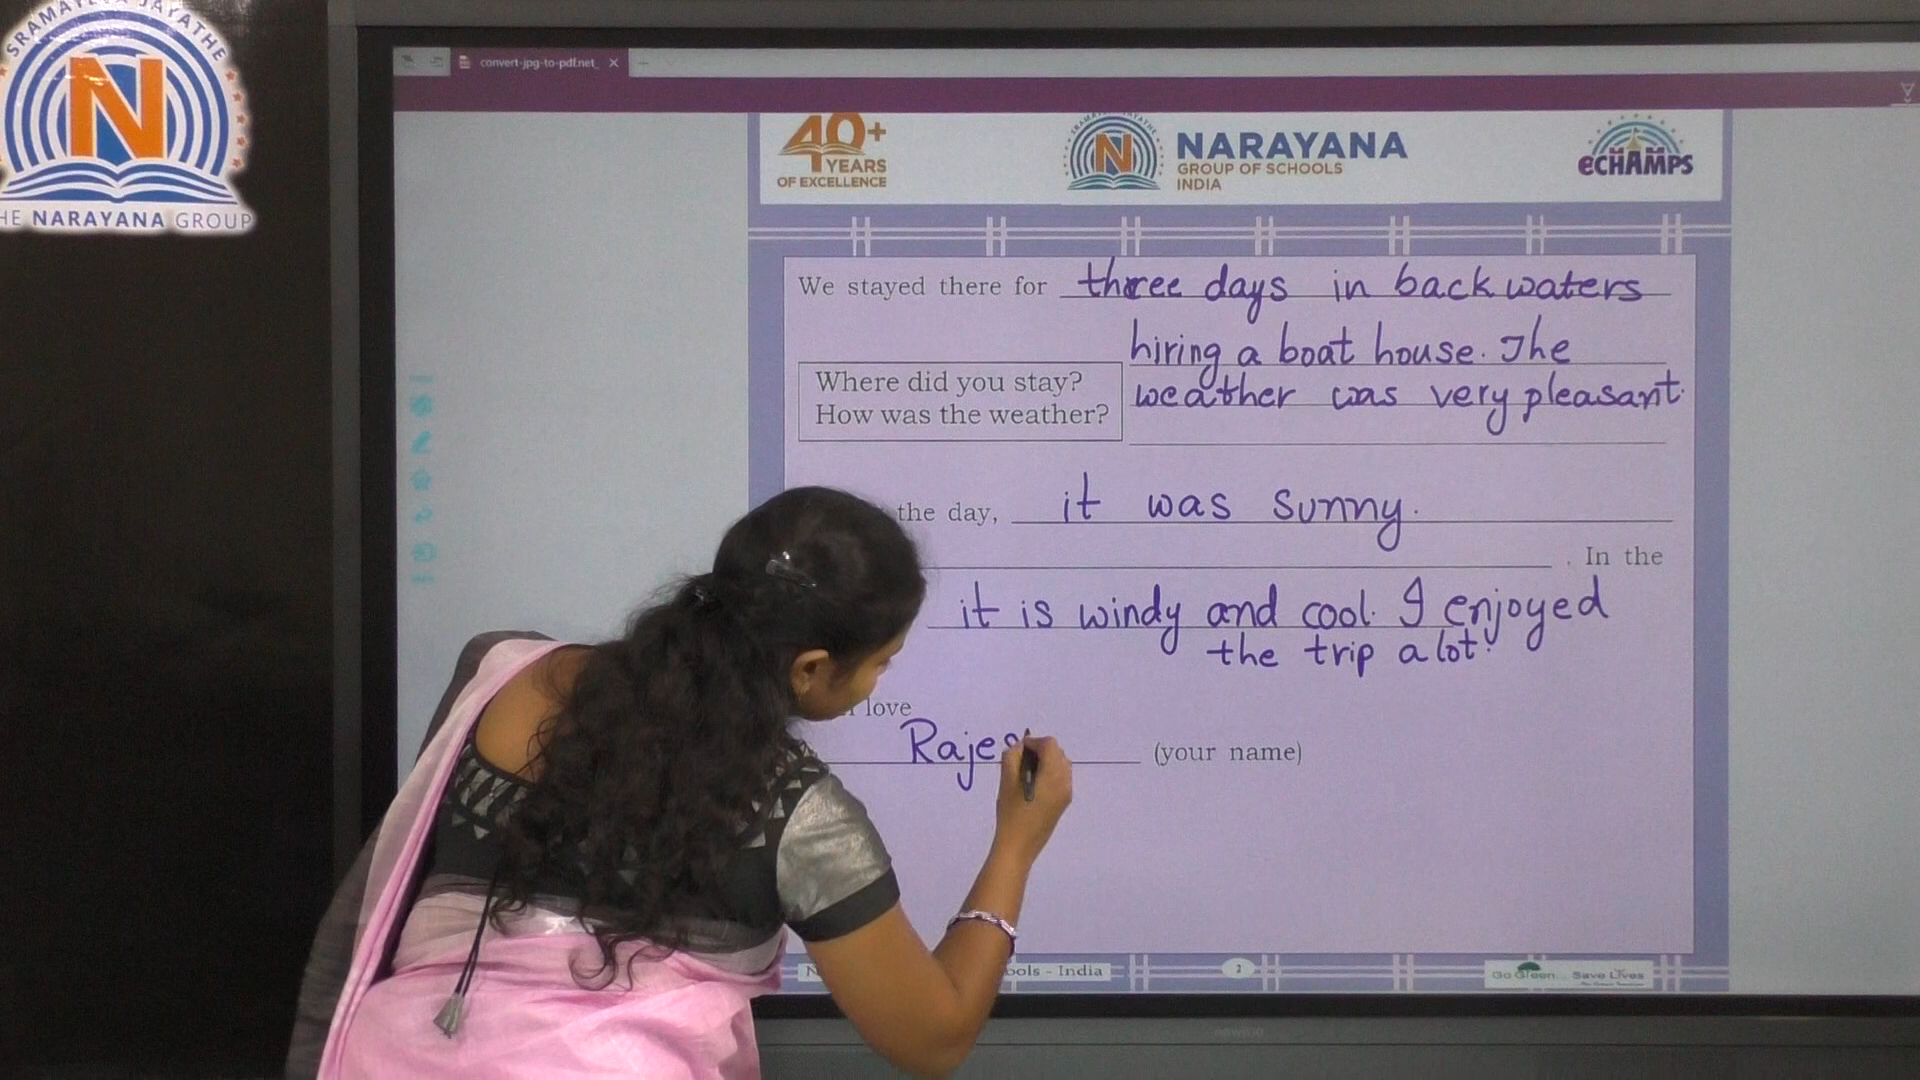 SRAMAYEVA JAYATHE
N
THE NARAYANA GROUP
convert-jpg-to-pdf.net_
40+
YEARS
OF EXCELLENCE
N
NARAYANA
GROUP OF SCHOOLS
INDIA
eCHAMPS
We stayed there for three days in backwaters
hiring a boat house. The
Where did you stay?
How was the weather?
weather was very pleasant.
the day, it was sunny.
. In the
it is windy and cool. I enjoyed
the trip a lot.
love
Rajes (your name)
ools - India
2
Go Green... Save Lives